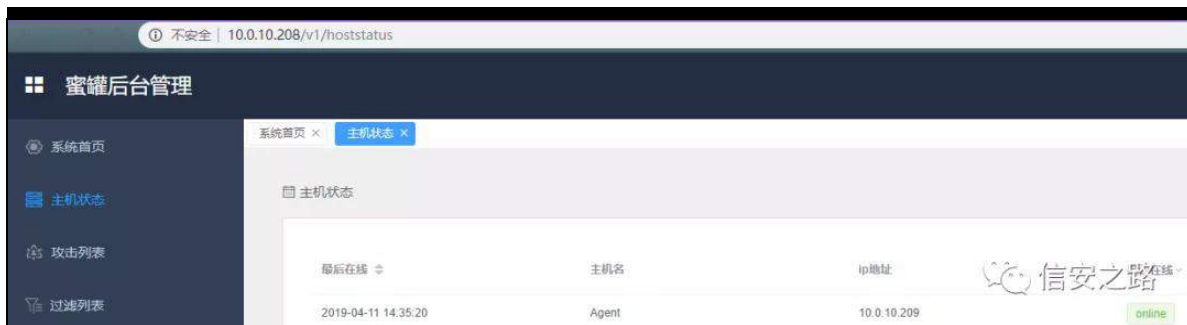 不安全 | 10.0.10.208/v1/hoststatus
蜜罐后台管理
系统首页
主机状态
攻击列表
过滤列表
系统首页 × 主机状态 ×
主机状态
最后在线 主机名 ip地址 在线
2019-04-11 14.35.20 Agent 10.0.10.209 online
信安之路